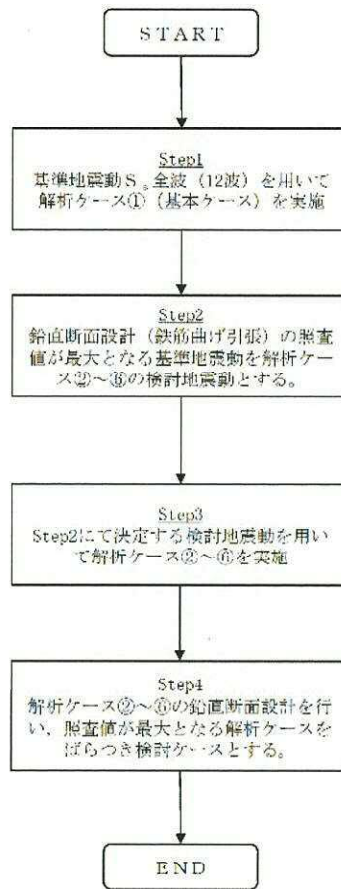 START
Step1
基準地震動Ss全波(12波)を用いて
解析ケース①(基本ケース)を実施
Step2
鉛直断面設計(鉄筋曲げ引張)の照査
値が最大となる基準地震動を解析ケー
ス②~⑥の検討地震動とする。
Step3
Step2にて決定する検討地震動を用い
て解析ケース②~⑥を実施
Step4
解析ケース②~⑥の鉛直断面設計を行
い、照査値が最大となる解析ケースを
ばらつき検討ケースとする。
END